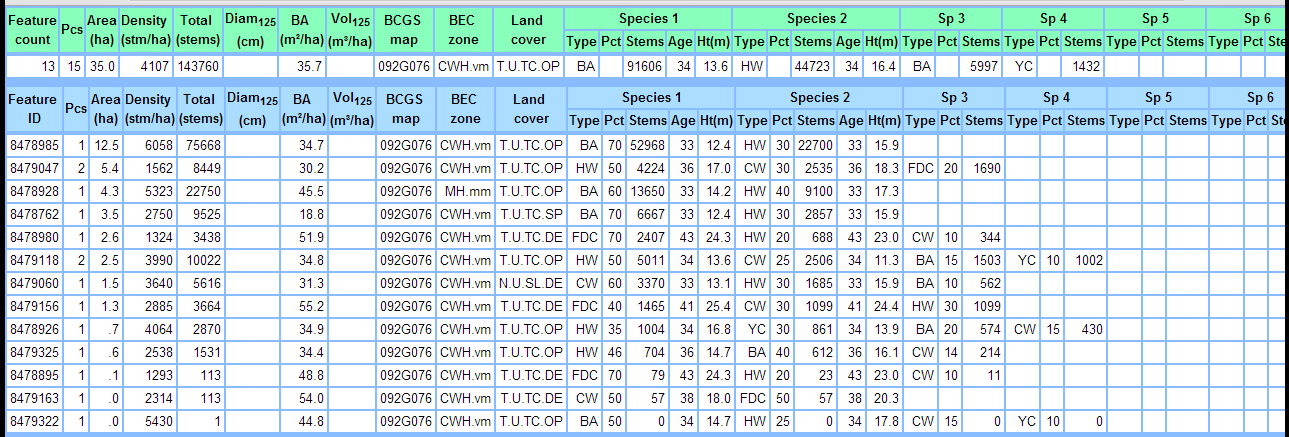 Feature count Pcs Area (ha) Density (stm/ha) Total (stems) Diam125 (cm) BA (m²/ha) Vol125 (m³/ha) BCGS map BEC zone Land cover Species 1 Species 2 Sp 3 Sp 4 Sp 5 Sp 6
Type Pct Stems Age Ht(m) Type Pct Stems Age Ht(m) Type Pct Stems Type Pct Stems Type Pct Stems Type Pct Ste
13 15 35.0 4107 143760 35.7 092G076 CWH.vm T.U.TC.OP BA 91606 34 13.6 HW 44723 34 16.4 BA 5997 YC 1432
Feature ID Pcs Area (ha) Density (stm/ha) Total (stems) Diam125 (cm) BA (m²/ha) Vol125 (m³/ha) BCGS map BEC zone Land cover Species 1 Species 2 Sp 3 Sp 4 Sp 5 Sp 6
Type Pct Stems Age Ht(m) Type Pct Stems Age Ht(m) Type Pct Stems Type Pct Stems Type Pct Stems Type Pct Ste
8478985 1 12.5 6058 75668 34.7 092G076 CWH.vm T.U.TC.OP BA 70 52968 33 12.4 HW 30 22700 33 15.9
8479047 2 5.4 1562 8449 30.2 092G076 CWH.vm T.U.TC.OP HW 50 4224 36 17.0 CW 30 2535 36 18.3 FDC 20 1690
8478928 1 4.3 5323 22750 45.5 092G076 MH.mm T.U.TC.OP BA 60 13650 33 14.2 HW 40 9100 33 17.3
8478762 1 3.5 2750 9525 18.8 092G076 CWH.vm T.U.TC.SP BA 70 6667 33 12.4 HW 30 2857 33 15.9
8478980 1 2.6 1324 3438 51.9 092G076 CWH.vm T.U.TC.DE FDC 70 2407 43 24.3 HW 20 688 43 23.0 CW 10 344
8479118 2 2.5 3990 10022 34.8 092G076 CWH.vm T.U.TC.OP HW 50 5011 34 13.6 CW 25 2506 34 11.3 BA 15 1503 YC 10 1002
8479060 1 1.5 3640 5616 31.3 092G076 CWH.vm N.U.SL.DE CW 60 3370 33 13.1 HW 30 1685 33 15.9 BA 10 562
8479156 1 1.3 2885 3664 55.2 092G076 CWH.vm T.U.TC.DE FDC 40 1465 41 25.4 CW 30 1099 41 24.4 HW 30 1099
8478926 1 .7 4064 2870 34.9 092G076 CWH.vm T.U.TC.OP HW 35 1004 34 16.8 YC 30 861 34 13.9 BA 20 574 CW 15 430
8479325 1 .6 2538 1531 34.4 092G076 CWH.vm T.U.TC.OP HW 46 704 36 14.7 BA 40 612 36 16.1 CW 14 214
8478895 1 .1 1293 113 48.8 092G076 CWH.vm T.U.TC.DE FDC 70 79 43 24.3 HW 20 23 43 23.0 CW 10 11
8479163 1 .0 2314 113 54.0 092G076 CWH.vm T.U.TC.DE CW 50 57 38 18.0 FDC 50 57 38 20.3
8479322 1 .0 5430 1 44.8 092G076 CWH.vm T.U.TC.OP BA 50 0 34 14.7 HW 25 0 34 17.8 CW 15 0 YC 10 0